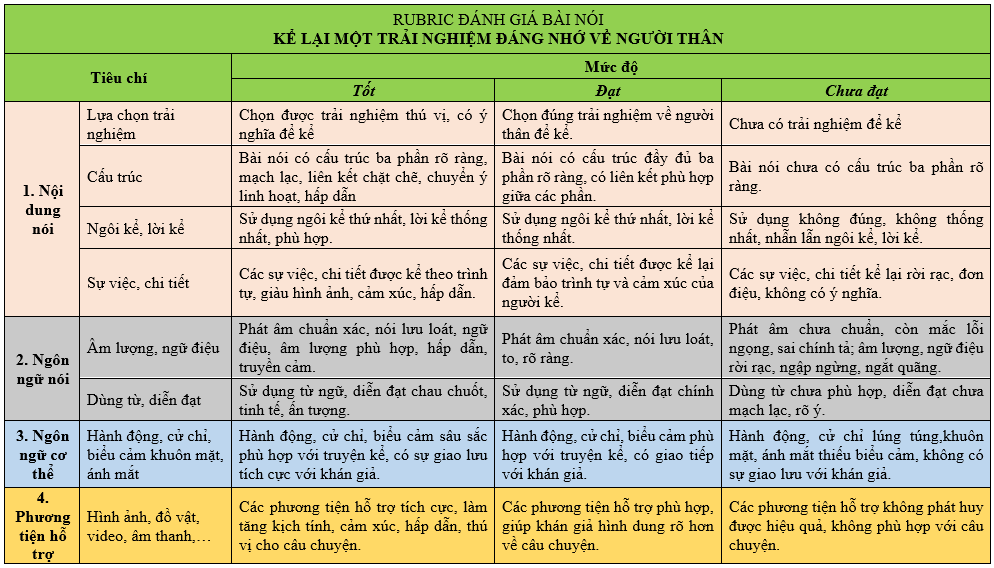 RUBRIC ĐÁNH GIÁ BÀI NÓI
KỂ LẠI MỘT TRẢI NGHIỆM ĐÁNG NHỚ VỀ NGƯỜI THÂN
Tiêu chí
Mức độ
Tốt
Đạt
Chưa đạt
1. Nội
dung
nói
Lựa chọn trải
nghiệm
Chọn được trải nghiệm thú vị, có ý
nghĩa để kể
Chọn đúng trải nghiệm về người
thân để kể.
Chưa có trải nghiệm để kể
Cấu trúc
Bài nói có cấu trúc ba phần rõ ràng,
mạch lạc, liên kết chặt chẽ, chuyển ý
linh hoạt, hấp dẫn
Bài nói có cấu trúc đầy đủ ba
phần rõ ràng, có liên kết phù hợp
giữa các phần.
Bài nói chưa có cấu trúc ba phần rõ
ràng.
Ngôi kể, lời kể
Sử dụng ngôi kể thứ nhất, lời kể thống
nhất, phù hợp.
Sử dụng ngôi kể thứ nhất, lời kể
thống nhất.
Sử dụng không đúng, không thống
nhất, nhẫn lẫn ngôi kể, lời kể.
Sự việc, chi tiết
Các sự việc, chi tiết được kể theo trình
tự, giàu hình ảnh, cảm xúc, hấp dẫn.
Các sự việc, chi tiết được kể lại
đảm bảo trình tự và cảm xúc của
người kể.
Các sự việc, chi tiết kể lại rời rạc, đơn
điệu, không có ý nghĩa.
2. Ngôn
ngữ nói
Âm lượng, ngữ điệu
Phát âm chuẩn xác, nói lưu loát, ngữ
điệu, âm lượng phù hợp, hấp dẫn,
truyền cảm.
Phát âm chuẩn xác, nói lưu loát,
to, rõ ràng.
Phát âm chưa chuẩn, còn mắc lỗi
ngọng, sai chính tả; âm lượng, ngữ điệu
rời rạc, ngập ngừng, ngắt quãng.
Dùng từ, diễn đạt
Sử dụng từ ngữ, diễn đạt chau chuốt,
tinh tế, ấn tượng.
Sử dụng từ ngữ, diễn đạt chính
xác, phù hợp.
Dùng từ chưa phù hợp, diễn đạt chưa
mạch lạc, rõ ý.
3. Ngôn
ngữ cơ
thể
Hành động, cử chỉ,
biểu cảm khuôn mặt,
ánh mắt
Hành động, cử chỉ, biểu cảm sâu sắc
phù hợp với truyện kể, có sự giao lưu
tích cực với khán giả.
Hành động, cử chỉ, biểu cảm phù
hợp với truyện kể, có giao tiếp
với khán giả.
Hành động, cử chỉ lúng túng,khuôn
mặt, ánh mắt thiếu biểu cảm, không có
sự giao lưu với khán giả.
4.
Phương
tiện hỗ
trợ
Hình ảnh, đồ vật,
video, âm thanh,…
Các phương tiện hỗ trợ tích cực, làm
tăng kịch tính, cảm xúc, hấp dẫn, thú
vị cho câu chuyện.
Các phương tiện hỗ trợ phù hợp,
giúp khán giả hình dung rõ hơn
về câu chuyện.
Các phương tiện hỗ trợ không phát huy
được hiệu quả, không phù hợp với câu
chuyện.